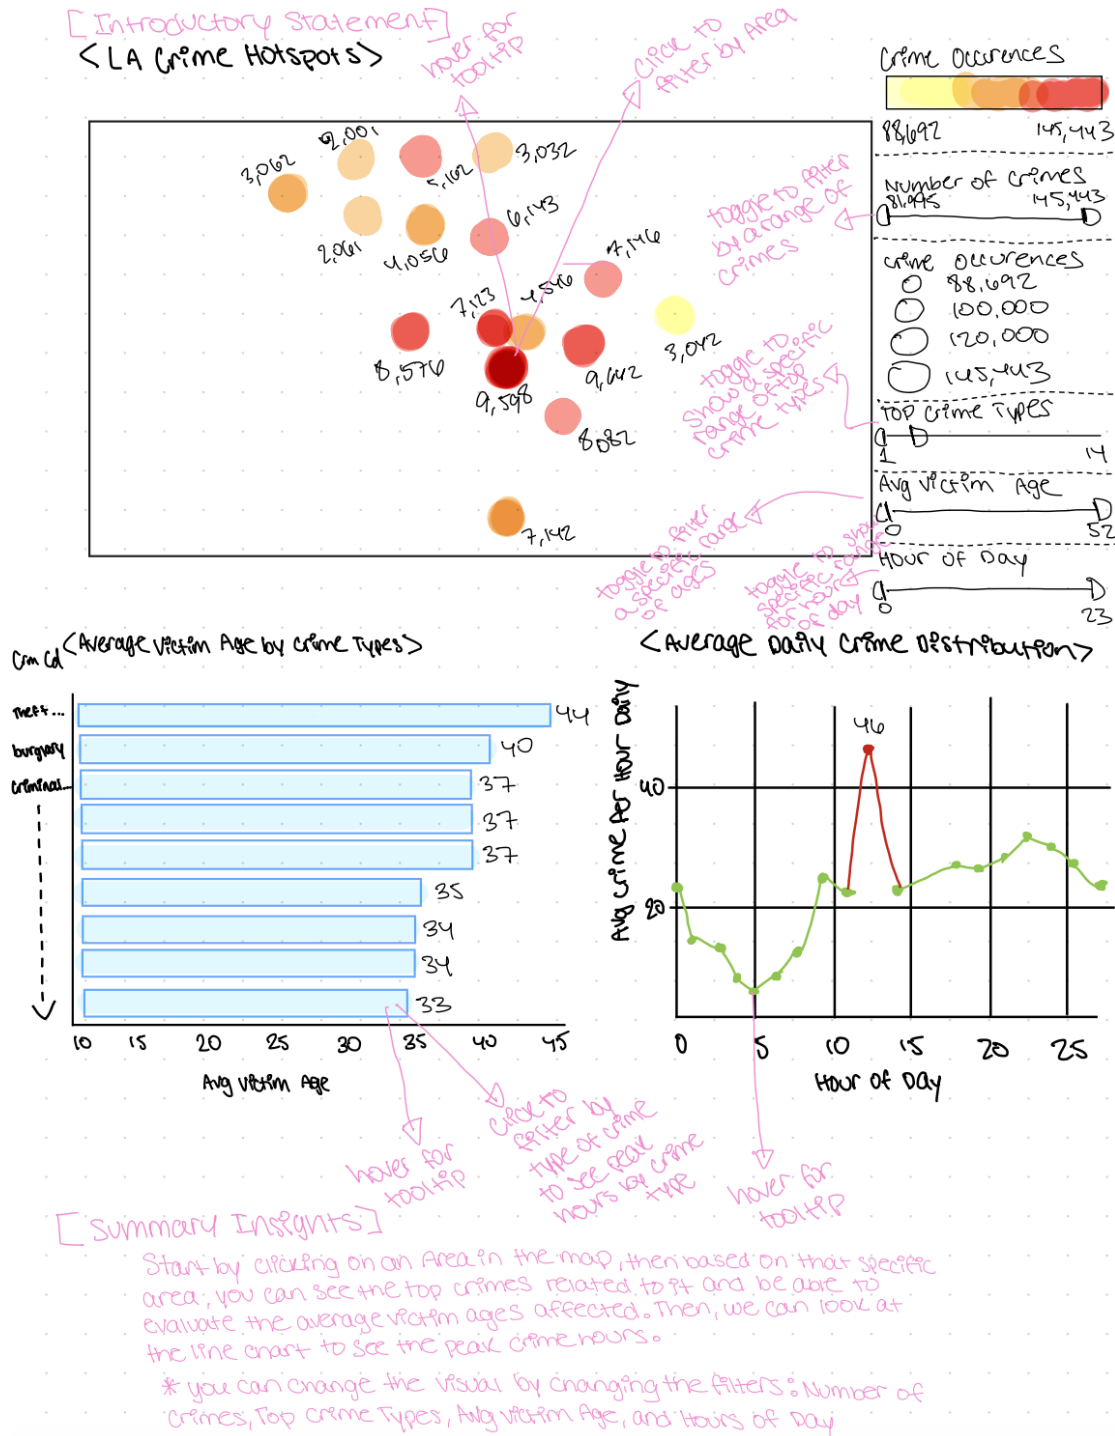 [Introductory Statement]
<LA Crime Hotspots>
hover for
tooltip
Click to
filter by Area
3,062
2,001
5,162
3,032
2,061
4,056
6,143
7,146
7,123
4,546
3,042
8,576
9,598
9,642
8,082
7,142
Crime Occurences
88,692 145,443
Number of crimes
81,995 145,443
toggle to filter
by a range of
crimes
crime Occurences
88,692
100,000
120,000
145,443
Top Crime Types
1 14
toggle to
show a specific
range of top
crime types
Avg Victim Age
0 52
toggle to filter
a specific range
of ages
Hour of Day
0 23
toggle to show
specific range
for hour
of day
<Average Victim Age by Crime Types>
Crm Cd
Theft...
burglary
criminal...
44
40
37
37
37
35
34
34
33
10 15 20 25 30 35 40 45
Avg Victim Age
hover for
tooltip
Click to
filter by
type of crime
to see peak
hours by crime
type
<Average Daily Crime Distribution>
Avg Crime Per Hour Daily
46
40
20
0 5 10 15 20 25
Hour of Day
hover for
tooltip
[Summary Insights]
Start by clicking on an Area in the map, then based on that specific
area, you can see the top crimes related to it and be able to
evaluate the average victim ages affected. Then, we can look at
the line chart to see the peak crime hours.
* you can change the visual by changing the filters: Number of
Crimes, Top Crime Types, Avg Victim Age, and Hours of Day